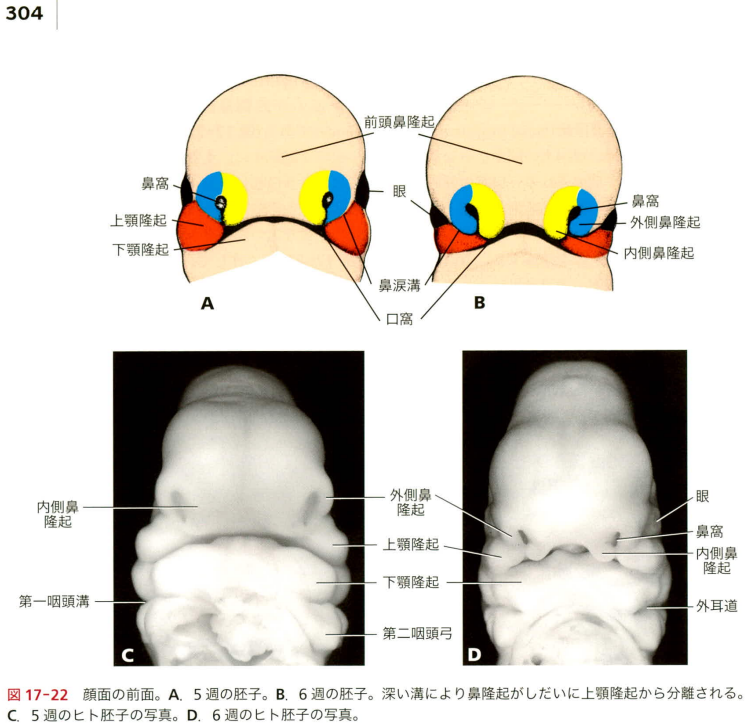 304
前頭鼻隆起
鼻窩
眼
鼻窩
上顎隆起
外側鼻隆起
下顎隆起
内側鼻隆起
鼻涙溝
A
B
口窩
内側鼻
隆起
外側鼻
隆起
眼
鼻窩
上顎隆起
内側鼻
隆起
下顎隆起
第一咽頭溝
外耳道
第二咽頭弓
C
D
図 17-22 顔面の前面。A. 5 週の胚子。B. 6 週の胚子。深い溝により鼻隆起がしだいに上顎隆起から分離される。
C. 5 週のヒト胚子の写真。D. 6 週のヒト胚子の写真。